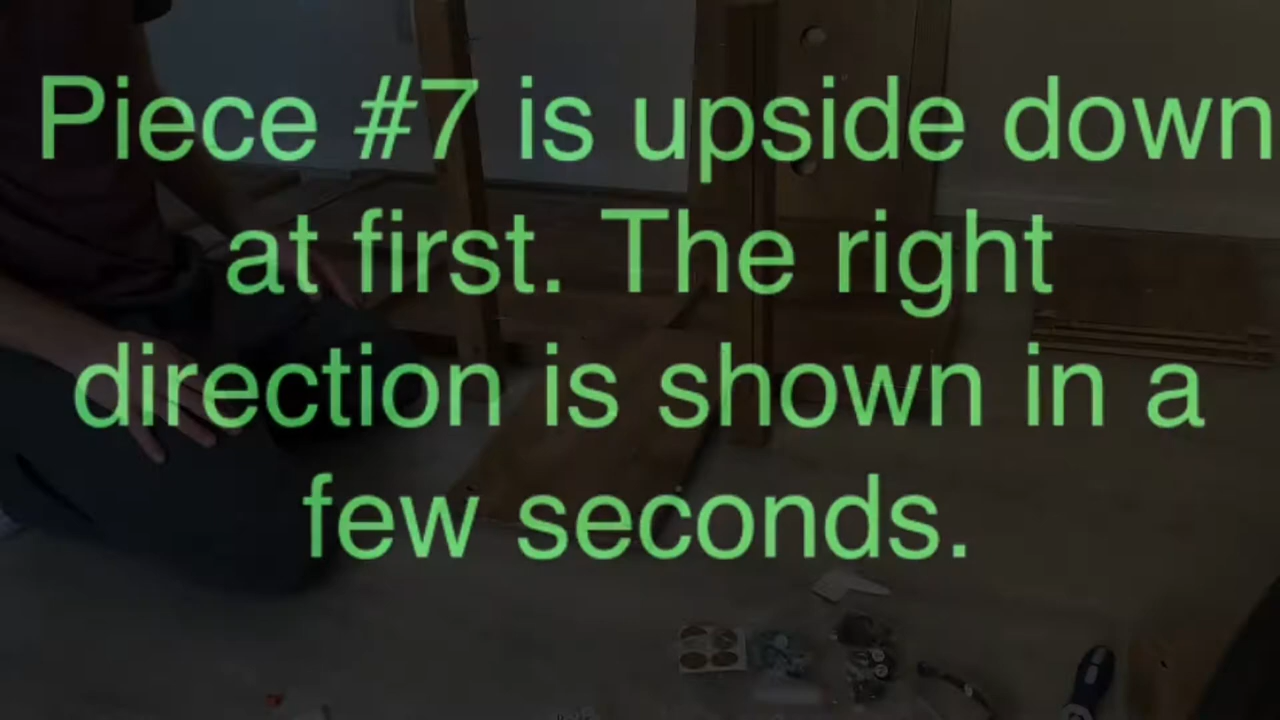 Piece #7 is upside down
at first. The right
direction is shown in a
few seconds.